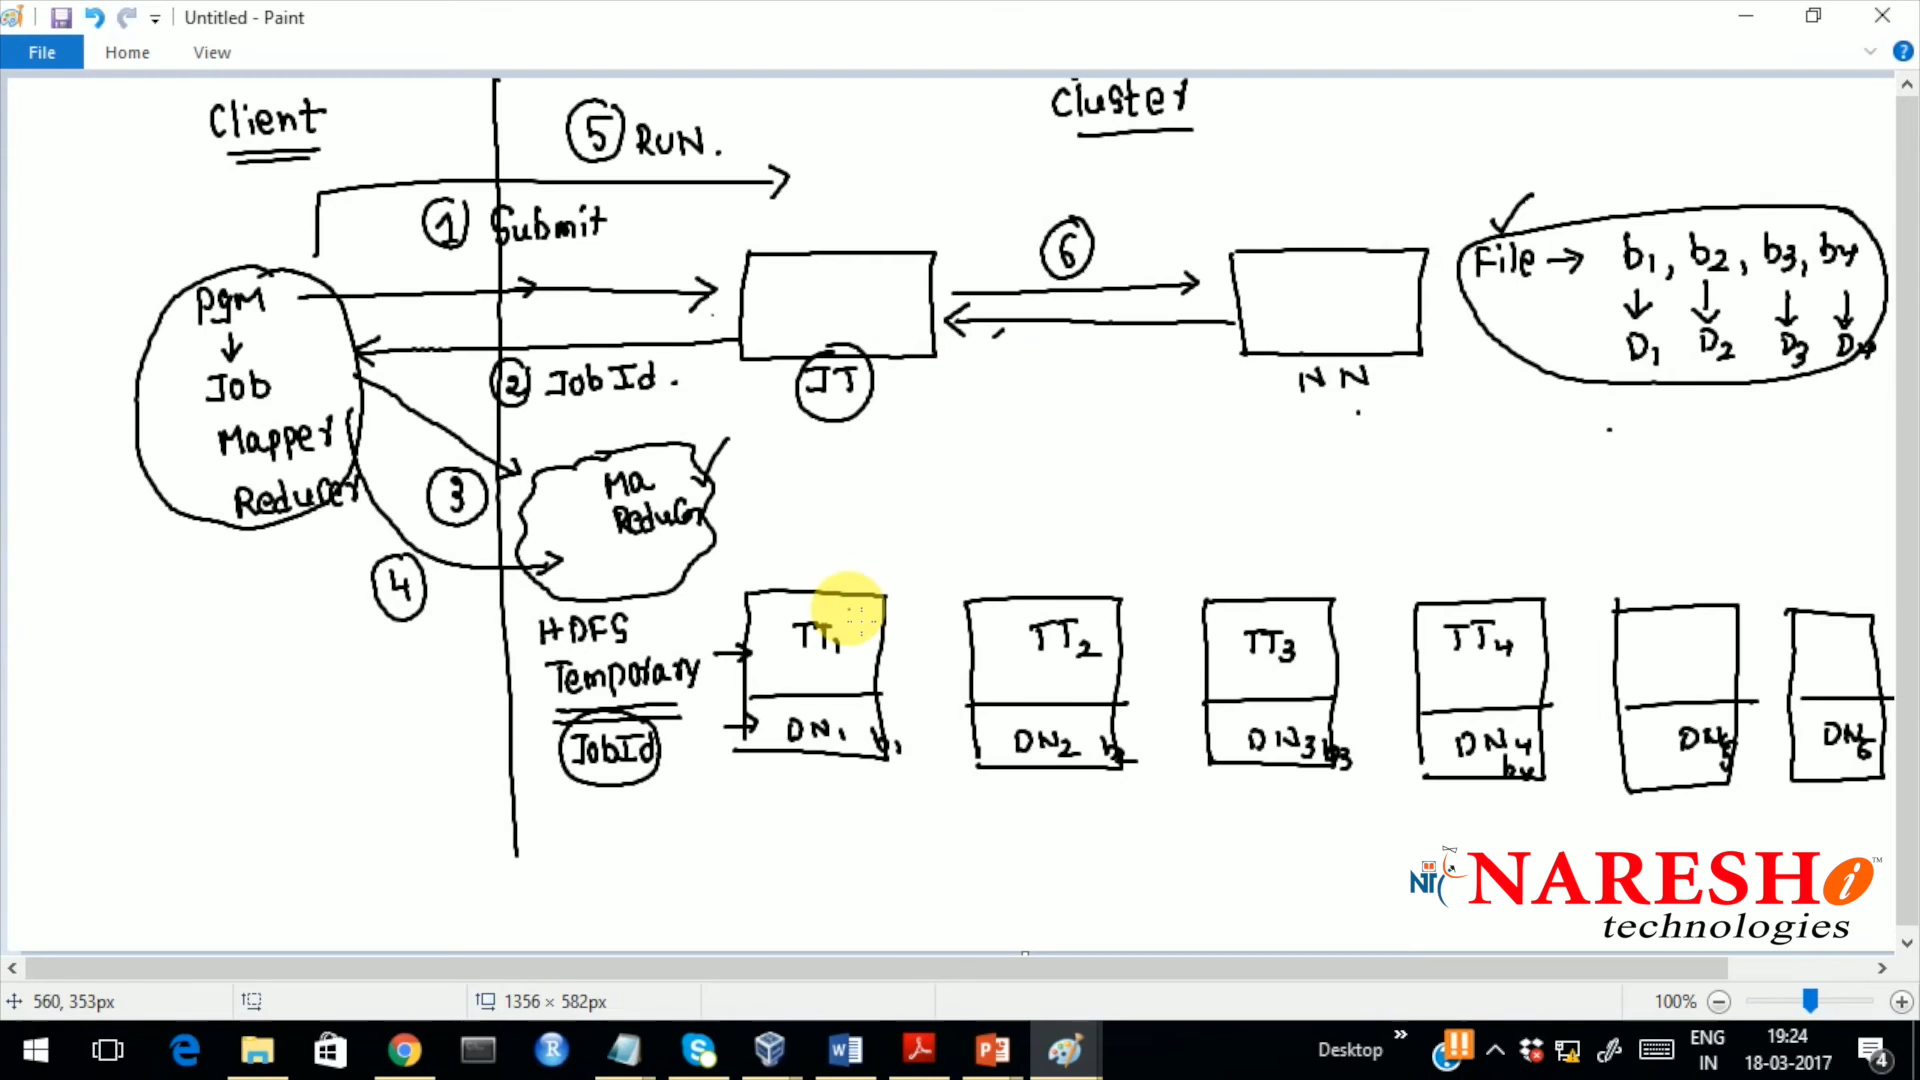 Untitled - Paint
File Home View
Client
Cluster
5 RUN.
1 Submit
6
File → b1, b2, b3, b4
D1 D2 D3 D4
Pgm
Job
Mapper
Reducer
2 JobId.
JT
NN
3
Ma
Reducer
4
HDFS
Temporary
JobId
TT1 TT2 TT3 TT4
DN1 b1 DN2 b2 DN3 b3 DN4 b4 DN5 DN6
NT NARESH i ™
technologies
560, 353px 1356 × 582px 100%
Desktop » ENG 19:24
IN 18-03-2017 4